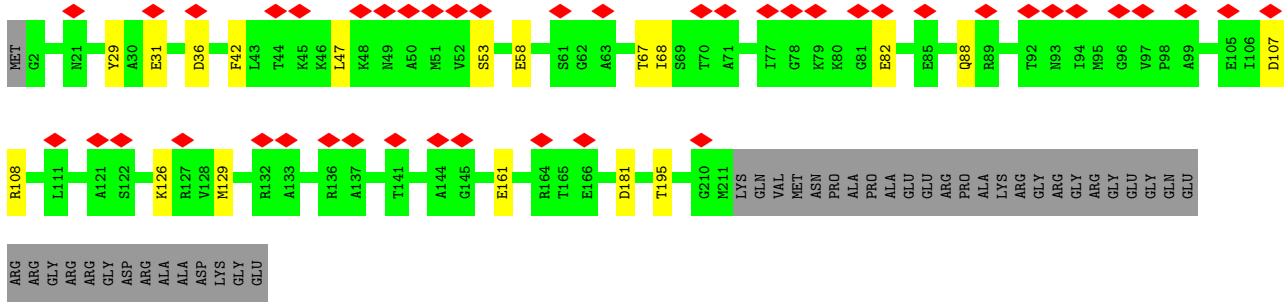 MET G2 N21 Y29 A30 E31 D36 F42 L43 T44 K45 K46 L47 K48 N49 A50 M51 V52 S53 E58 S61 G62 A63 T67 I68 S69 T70 A71 I77 G78 K79 K80 G81 E82 E85 Q88 R89 T92 N93 I94 M95 G96 V97 P98 A99 E105 I106 D107
R108 L111 A121 S122 K126 R127 V128 M129 R132 A133 R136 A137 T141 A144 G145 E161 R164 T165 E166 D181 T195 G210 M211 LYS GLN VAL MET ASN PRO ALA PRO ALA GLU GLU ARG PRO ALA LYS ARG GLY ARG GLY ARG GLY GLU GLY GLN GLU
ARG ARG GLY ARG ARG GLY ASP ARG ALA ALA ASP LYS GLY GLU